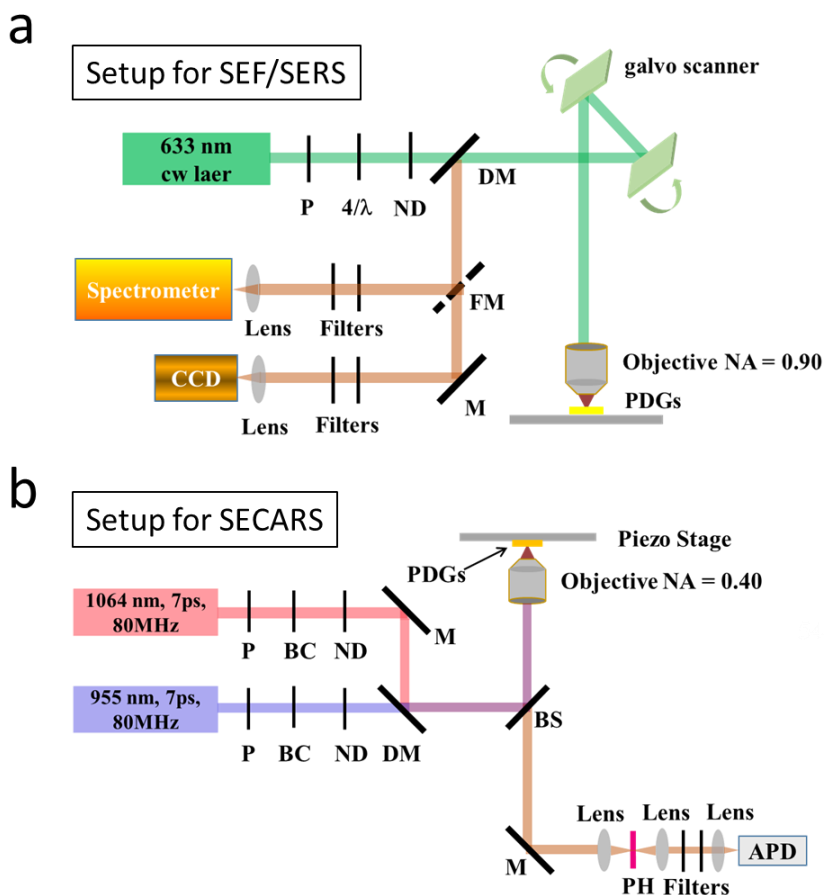 a
Setup for SEF/SERS
galvo scanner
633 nm
cw laer
DM
P
4/λ
ND
Spectrometer
FM
Lens
Filters
Objective NA = 0.90
CCD
PDGs
M
Lens
Filters
b
Setup for SECARS
Piezo Stage
PDGs
Objective NA = 0.40
1064 nm, 7ps,
80MHz
M
P
BC
ND
955 nm, 7ps,
80MHz
BS
P
BC
ND
DM
Lens
Lens
Lens
APD
M
PH
Filters